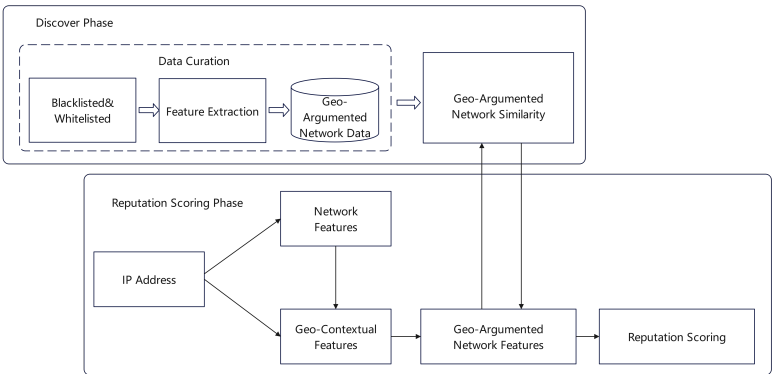 Discover Phase
Data Curation
Blacklisted&
Whitelisted
Feature Extraction
Geo-
Argumented
Network Data
Geo-Argumented
Network Similarity
Reputation Scoring Phase
IP Address
Network
Features
Geo-Contextual
Features
Geo-Argumented
Network Features
Reputation Scoring